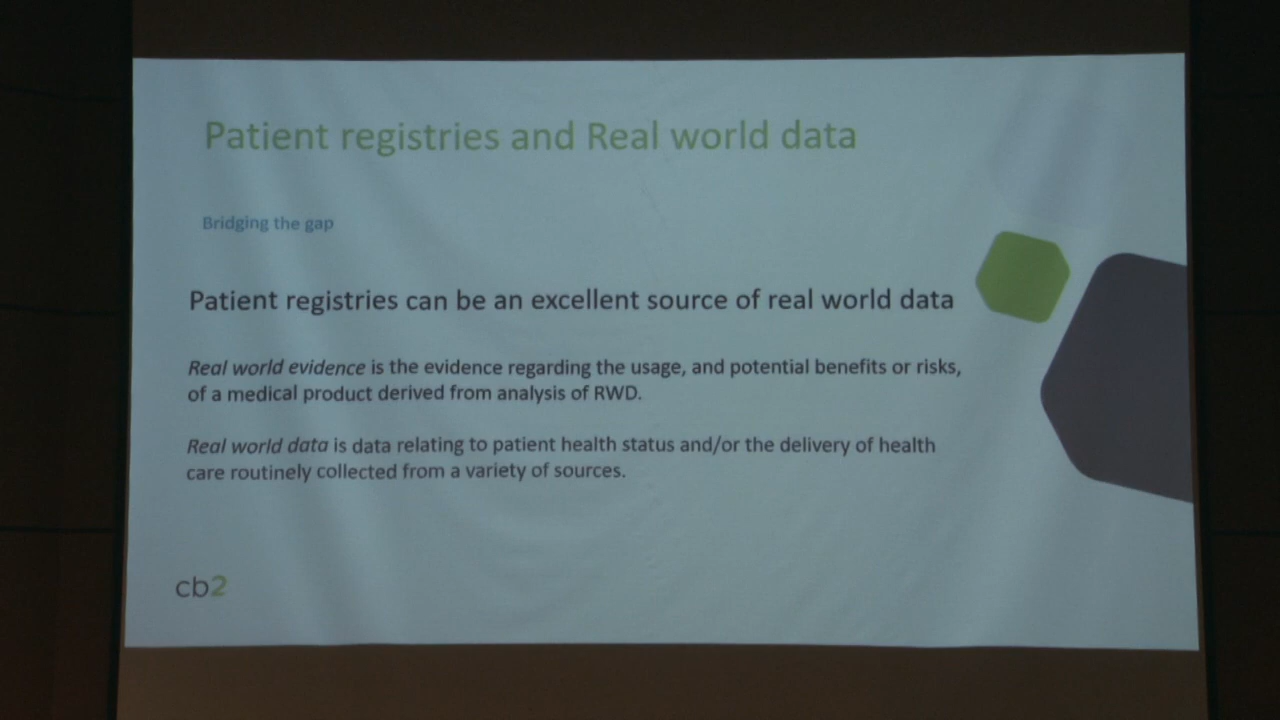 Patient registries and Real world data
Bridging the gap
Patient registries can be an excellent source of real world data
Real world evidence is the evidence regarding the usage, and potential benefits or risks,
of a medical product derived from analysis of RWD.
Real world data is data relating to patient health status and/or the delivery of health
care routinely collected from a variety of sources.
cb2